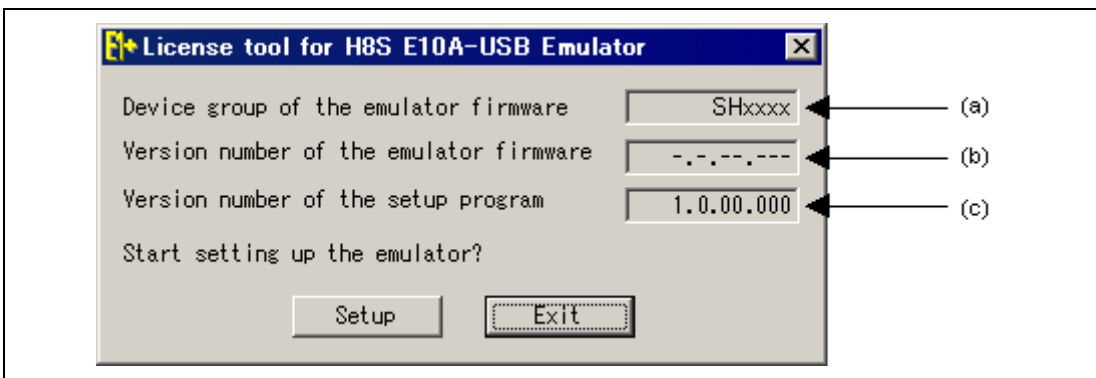 License tool for H8S E10A-USB Emulator
Device group of the emulator firmware SHxxxx (a)
Version number of the emulator firmware -.-.--.--- (b)
Version number of the setup program 1.0.00.000 (c)
Start setting up the emulator?
Setup Exit